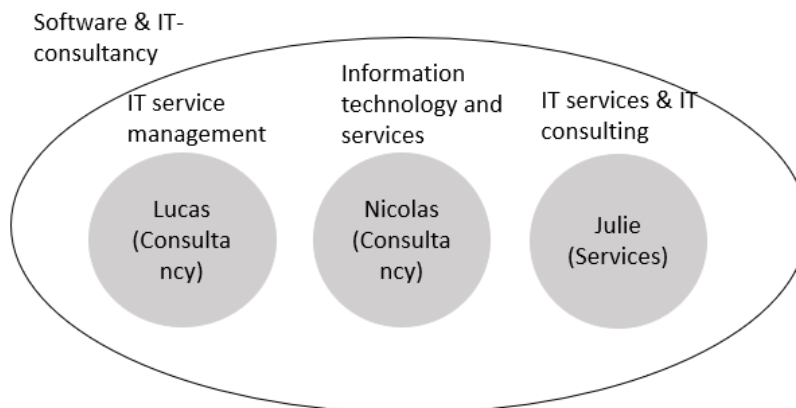 Software & IT-
consultancy
IT service
management
Information
technology and
services
IT services & IT
consulting
Lucas
(Consulta
ncy)
Nicolas
(Consulta
ncy)
Julie
(Services)